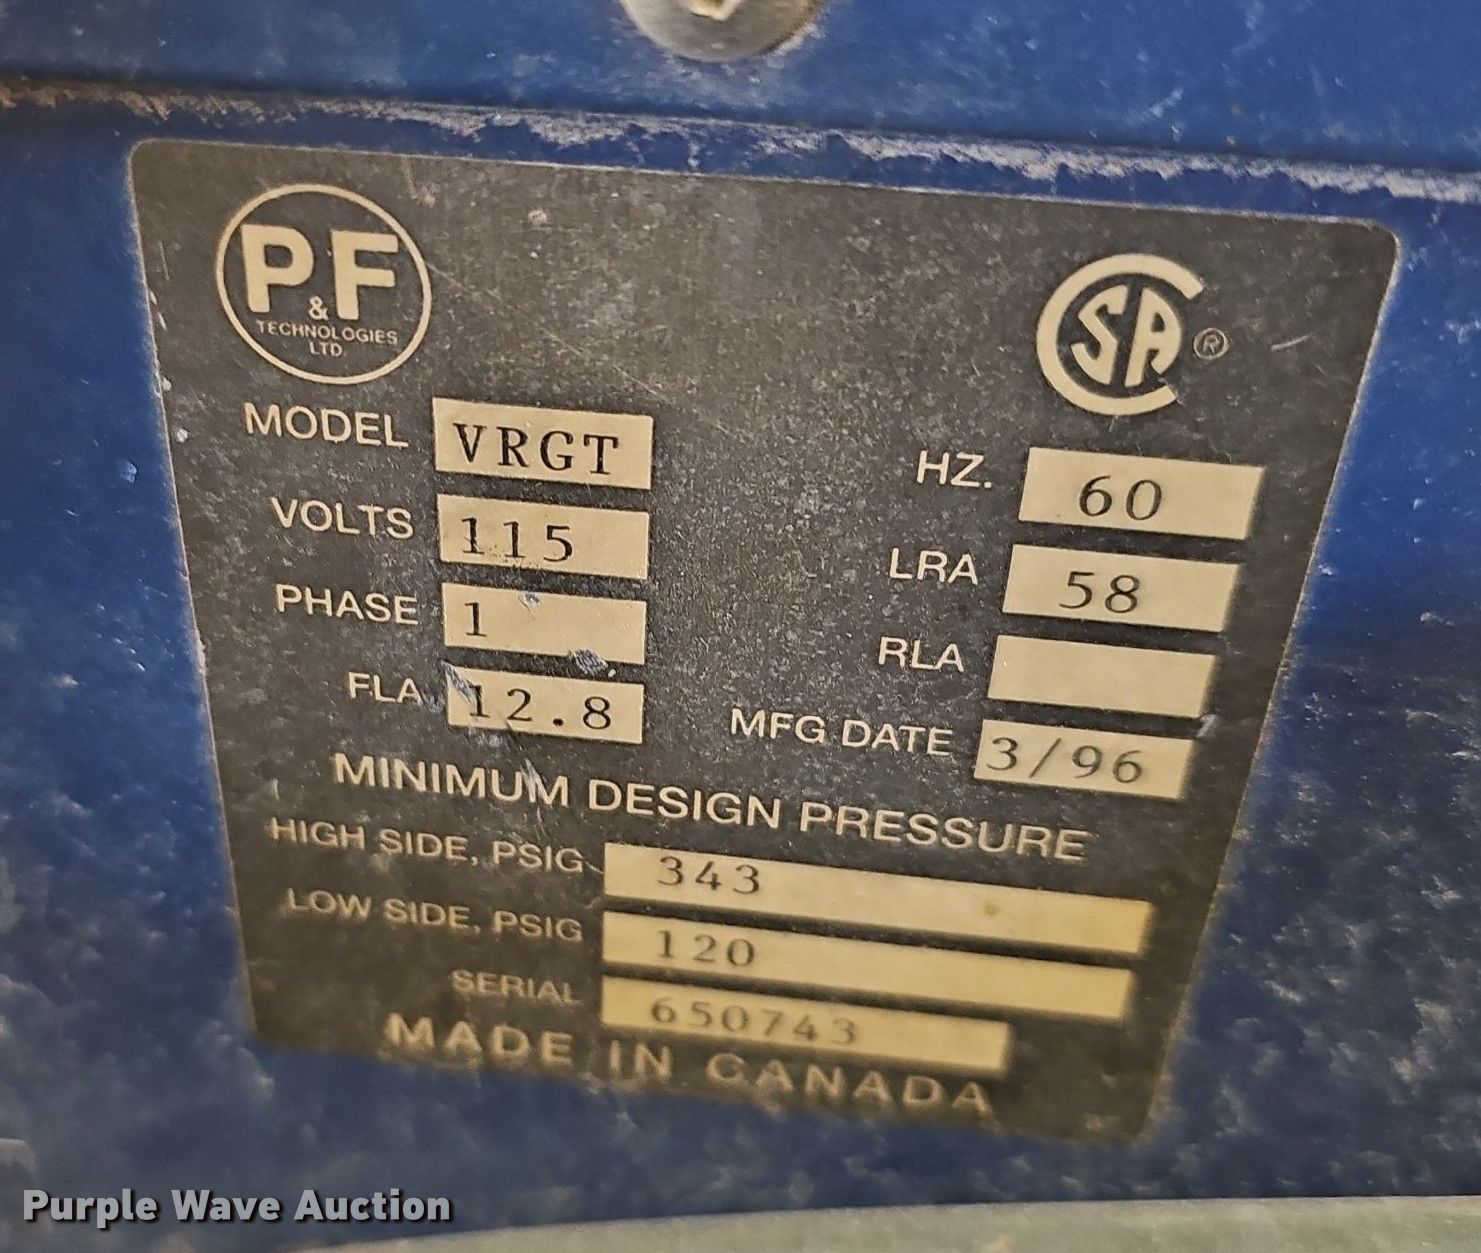 P&F
TECHNOLOGIES
LTD.
CSA ®
MODEL VRGT
HZ. 60
VOLTS 115
LRA 58
PHASE 1
RLA
FLA 12.8
MFG DATE 3/96
MINIMUM DESIGN PRESSURE
HIGH SIDE, PSIG 343
LOW SIDE, PSIG 120
SERIAL 650743
MADE IN CANADA
Purple Wave Auction